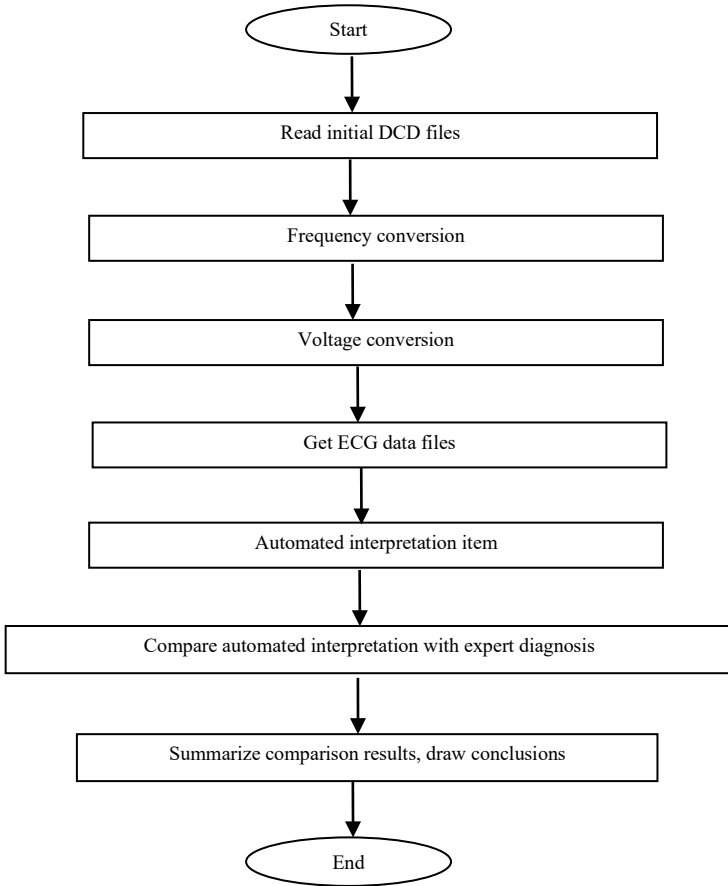 Start
Read initial DCD files
Frequency conversion
Voltage conversion
Get ECG data files
Automated interpretation item
Compare automated interpretation with expert diagnosis
Summarize comparison results, draw conclusions
End